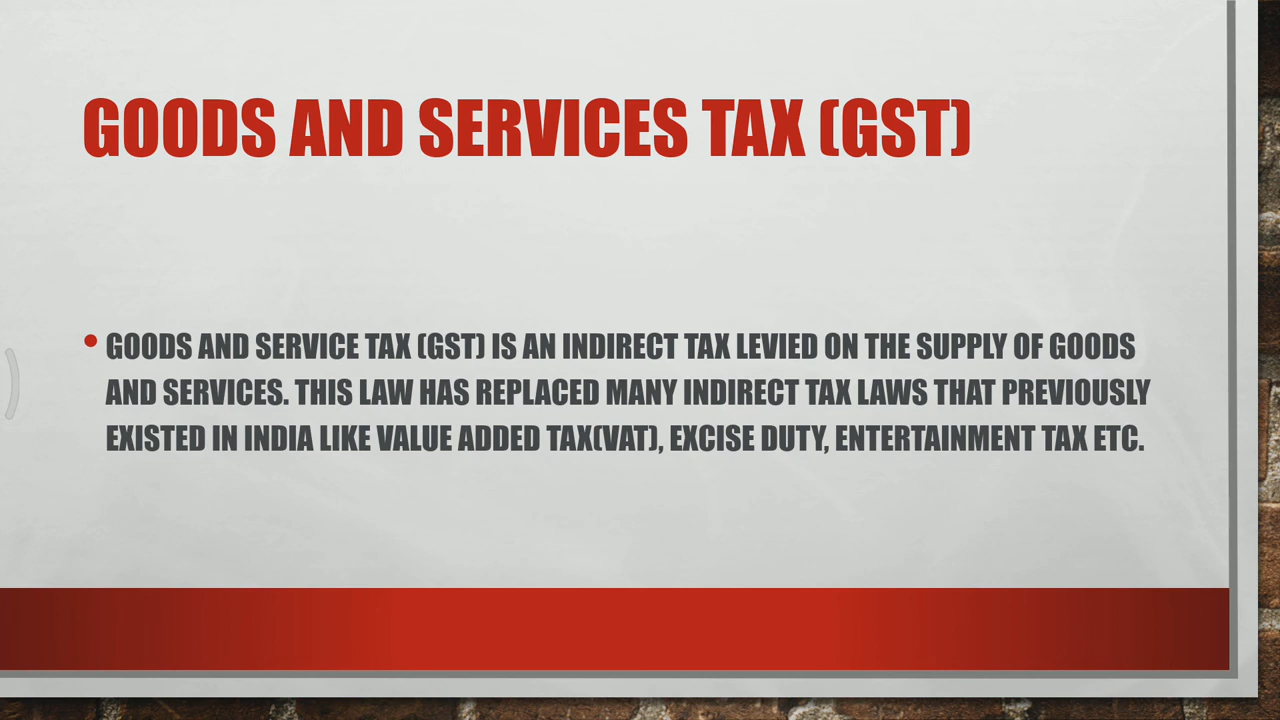 GOODS AND SERVICES TAX (GST)
• GOODS AND SERVICE TAX (GST) IS AN INDIRECT TAX LEVIED ON THE SUPPLY OF GOODS
AND SERVICES. THIS LAW HAS REPLACED MANY INDIRECT TAX LAWS THAT PREVIOUSLY
EXISTED IN INDIA LIKE VALUE ADDED TAX(VAT), EXCISE DUTY, ENTERTAINMENT TAX ETC.